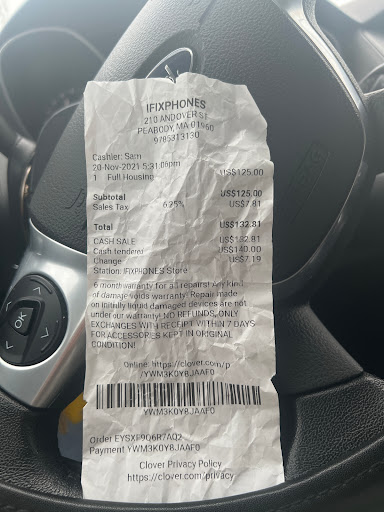 IFIXPHONES
210 ANDOVER ST
PEABODY, MA 01960
9785313130
Cashier: Sam
20-Nov-2021 5:31:09pm
1 Full Housing US$125.00
Subtotal US$125.00
Sales Tax 6.25% US$7.81
Total US$132.81
CASH SALE US$132.81
Cash tendered US$140.00
Change US$7.19
Station: IFIXPHONES Store
6 month warranty for all repairs! Any kind
of damage voids warranty. Repair made
on initially liquid damaged devices are not
under our warranty! NO REFUNDS, ONLY
EXCHANGES WITH RECEIPT WITHIN 7 DAYS
FOR ACCESSORIES KEPT IN ORIGINAL
CONDITION!
Online: https://clover.com/p
/YWM3K0Y8JAAF0
YWM3K0Y8JAAF0
Order EYSXF9Q6R7AQ2
Payment YWM3K0Y8JAAF0
Clover Privacy Policy
https://clover.com/privacy
OK